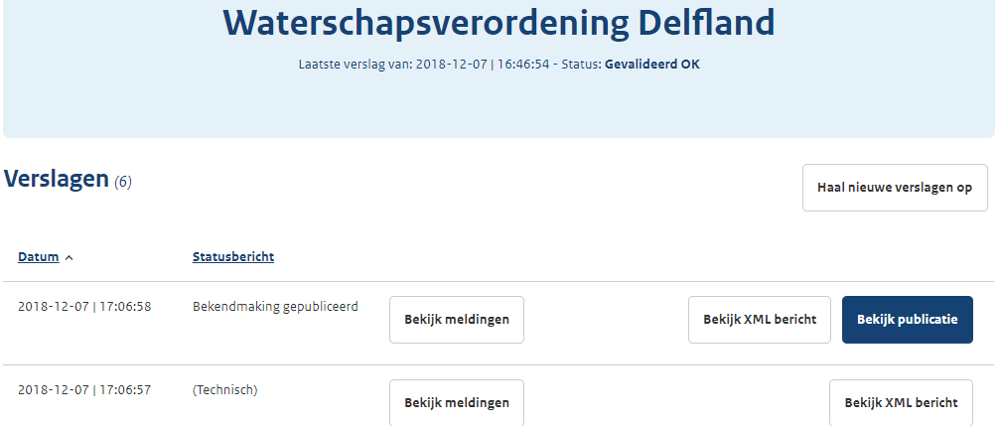 Waterschapsverordening Delfland
Laatste verslag van: 2018-12-07 | 16:46:54 - Status: Gevalideerd OK
Verslagen (6)
Haal nieuwe verslagen op
Datum
Statusbericht
2018-12-07 | 17:06:58
Bekendmaking gepubliceerd
Bekijk meldingen
Bekijk XML bericht
Bekijk publicatie
2018-12-07 | 17:06:57
(Technisch)
Bekijk meldingen
Bekijk XML bericht